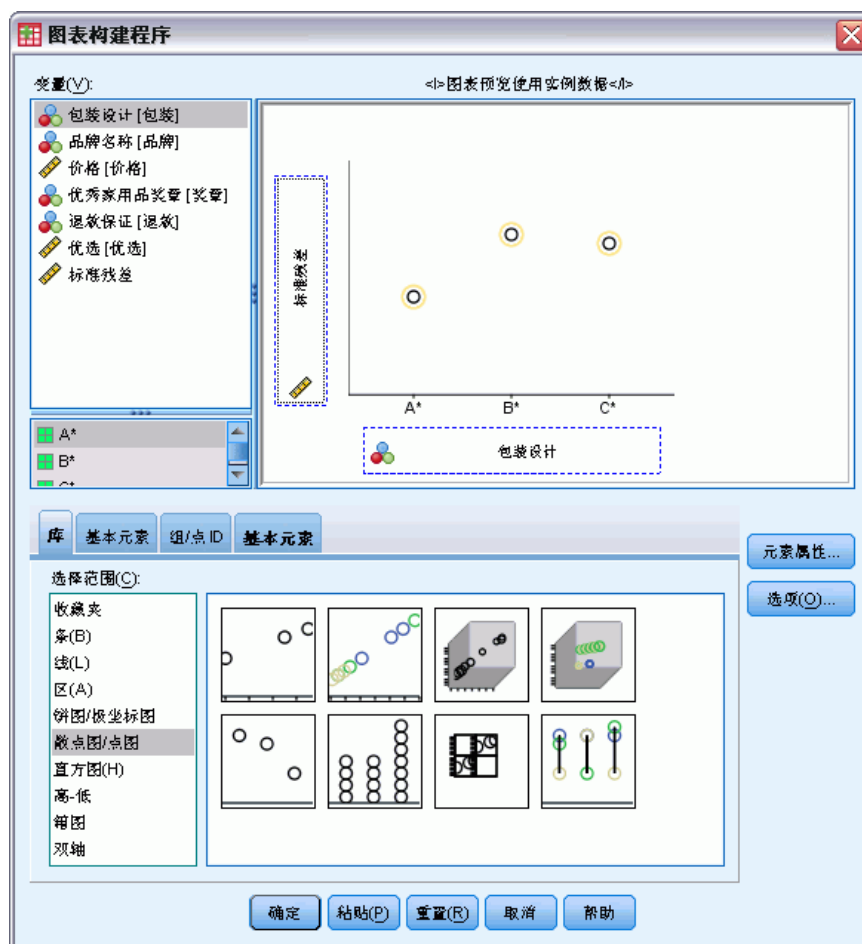 图表构建程序
变量(V):
<I>图表预览使用实例数据</I>
包装设计 [包装]
品牌名称 [品牌]
价格 [价格]
优秀家用品奖章 [奖章]
退款保证 [退款]
优选 [优选]
标准残差
标准残差
A* B* C*
包装设计
A*
B*
C*
库 基本元素 组/点 ID 基本元素
元素属性...
选项(O)...
选择范围(C):
收藏夹
条(B)
线(L)
区(A)
饼图/极坐标图
散点图/点图
直方图(H)
高-低
箱图
双轴
确定 粘贴(P) 重置(R) 取消 帮助